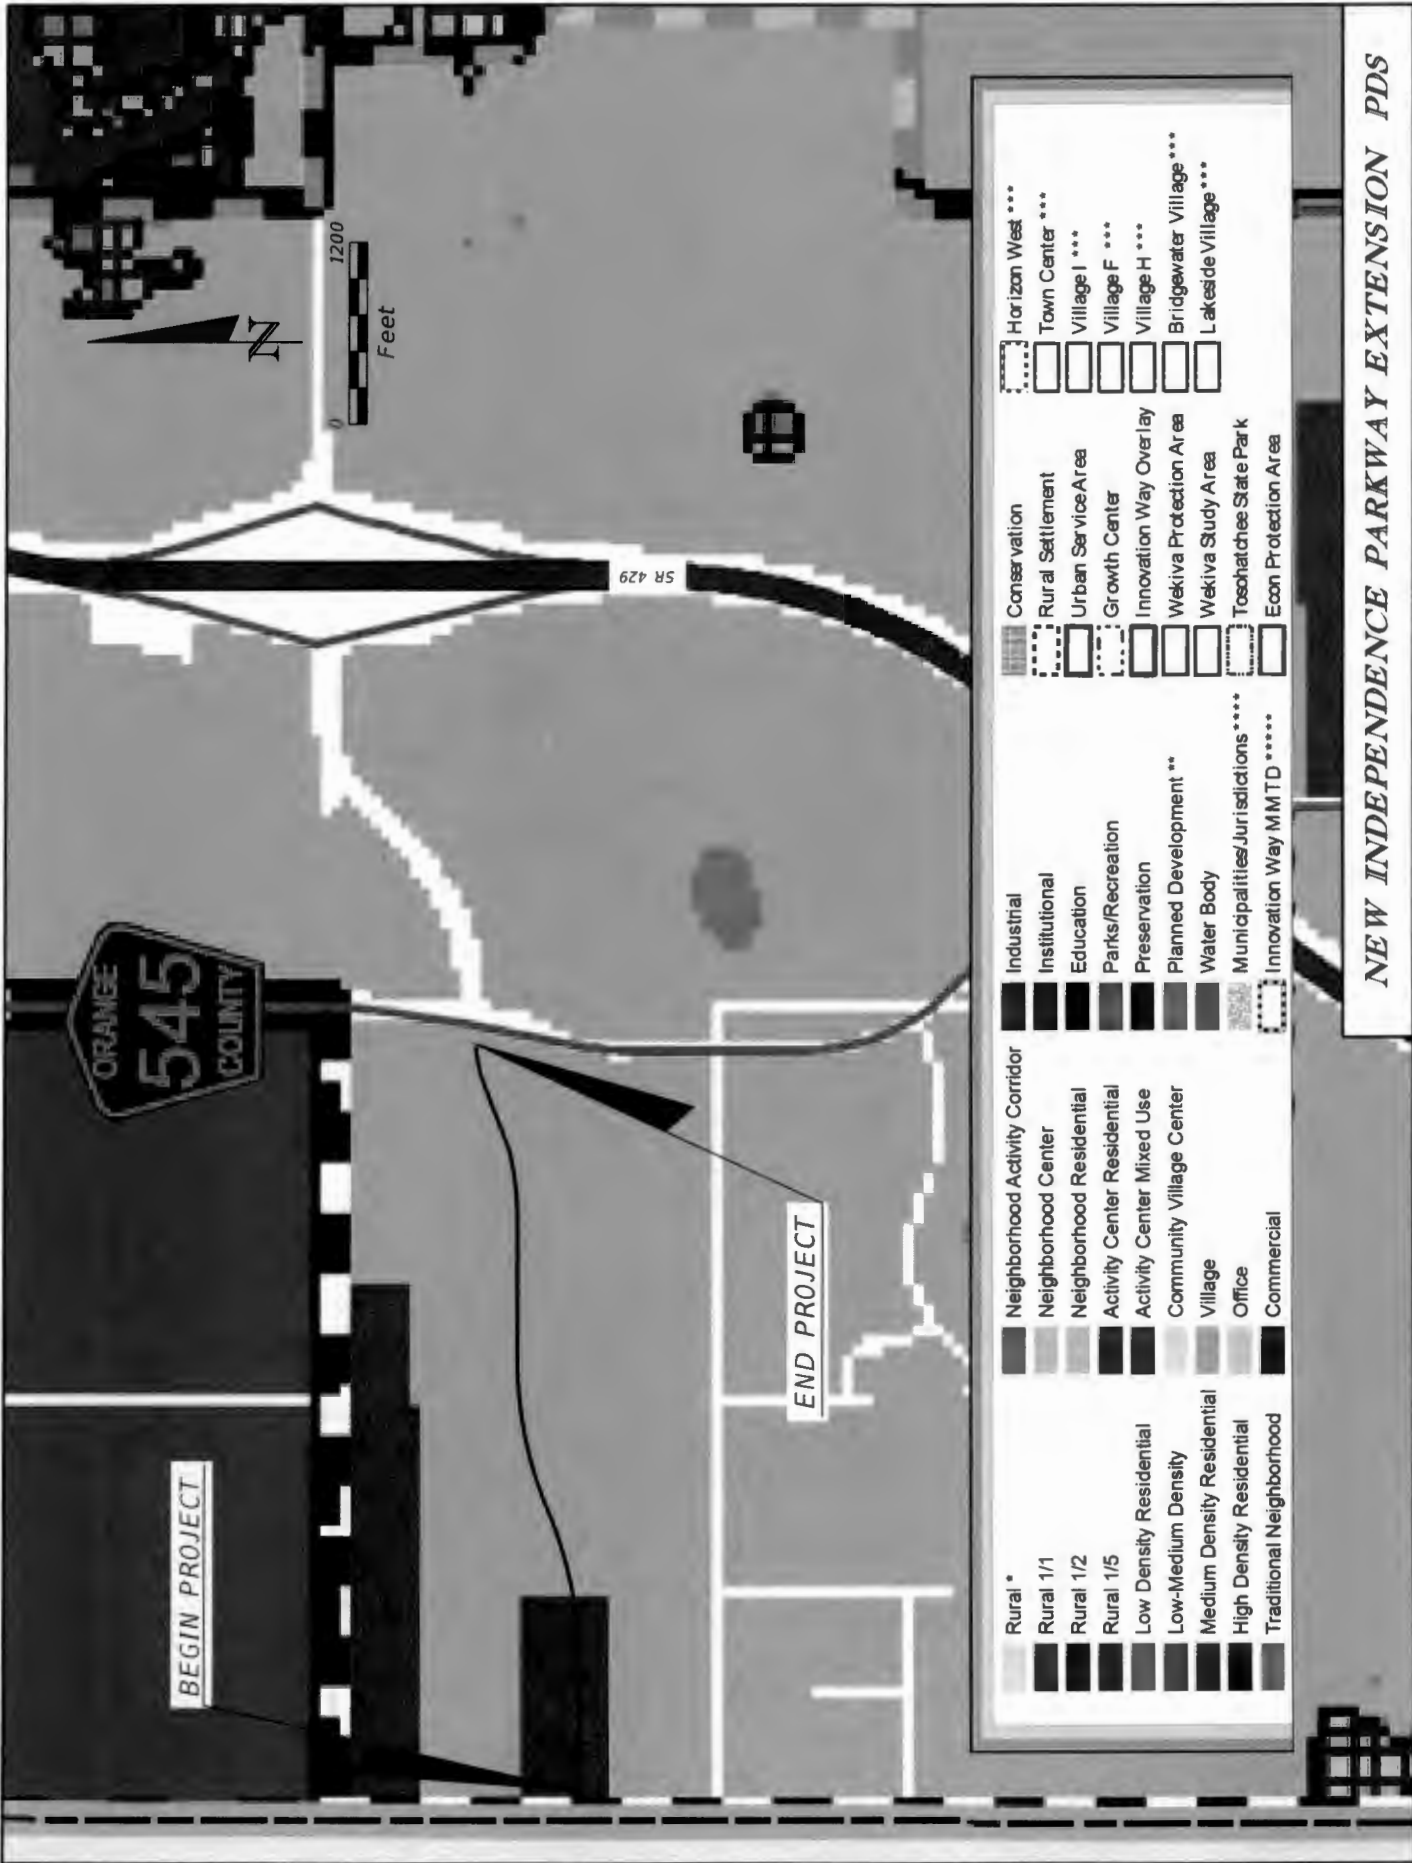 ORANGE
545
COUNTY
BEGIN PROJECT
END PROJECT
SR 429
N
0 1200
Feet
Rural *
Rural 1/1
Rural 1/2
Rural 1/5
Low Density Residential
Low-Medium Density
Medium Density Residential
High Density Residential
Traditional Neighborhood
Neighborhood Activity Corridor
Neighborhood Center
Neighborhood Residential
Activity Center Residential
Activity Center Mixed Use
Community Village Center
Village
Office
Commercial
Industrial
Institutional
Education
Parks/Recreation
Preservation
Planned Development **
Water Body
Municipalities/Jurisdictions ****
Innovation Way MMTD *****
Conservation
Rural Settlement
Urban Service Area
Growth Center
Innovation Way Overlay
Wekiva Protection Area
Wekiva Study Area
Tosohatchee State Park
Econ Protection Area
Horizon West ***
Town Center ***
Village I ***
Village F ***
Village H ***
Bridgewater Village ***
Lakeside Village ***
NEW INDEPENDENCE PARKWAY EXTENSION PDS